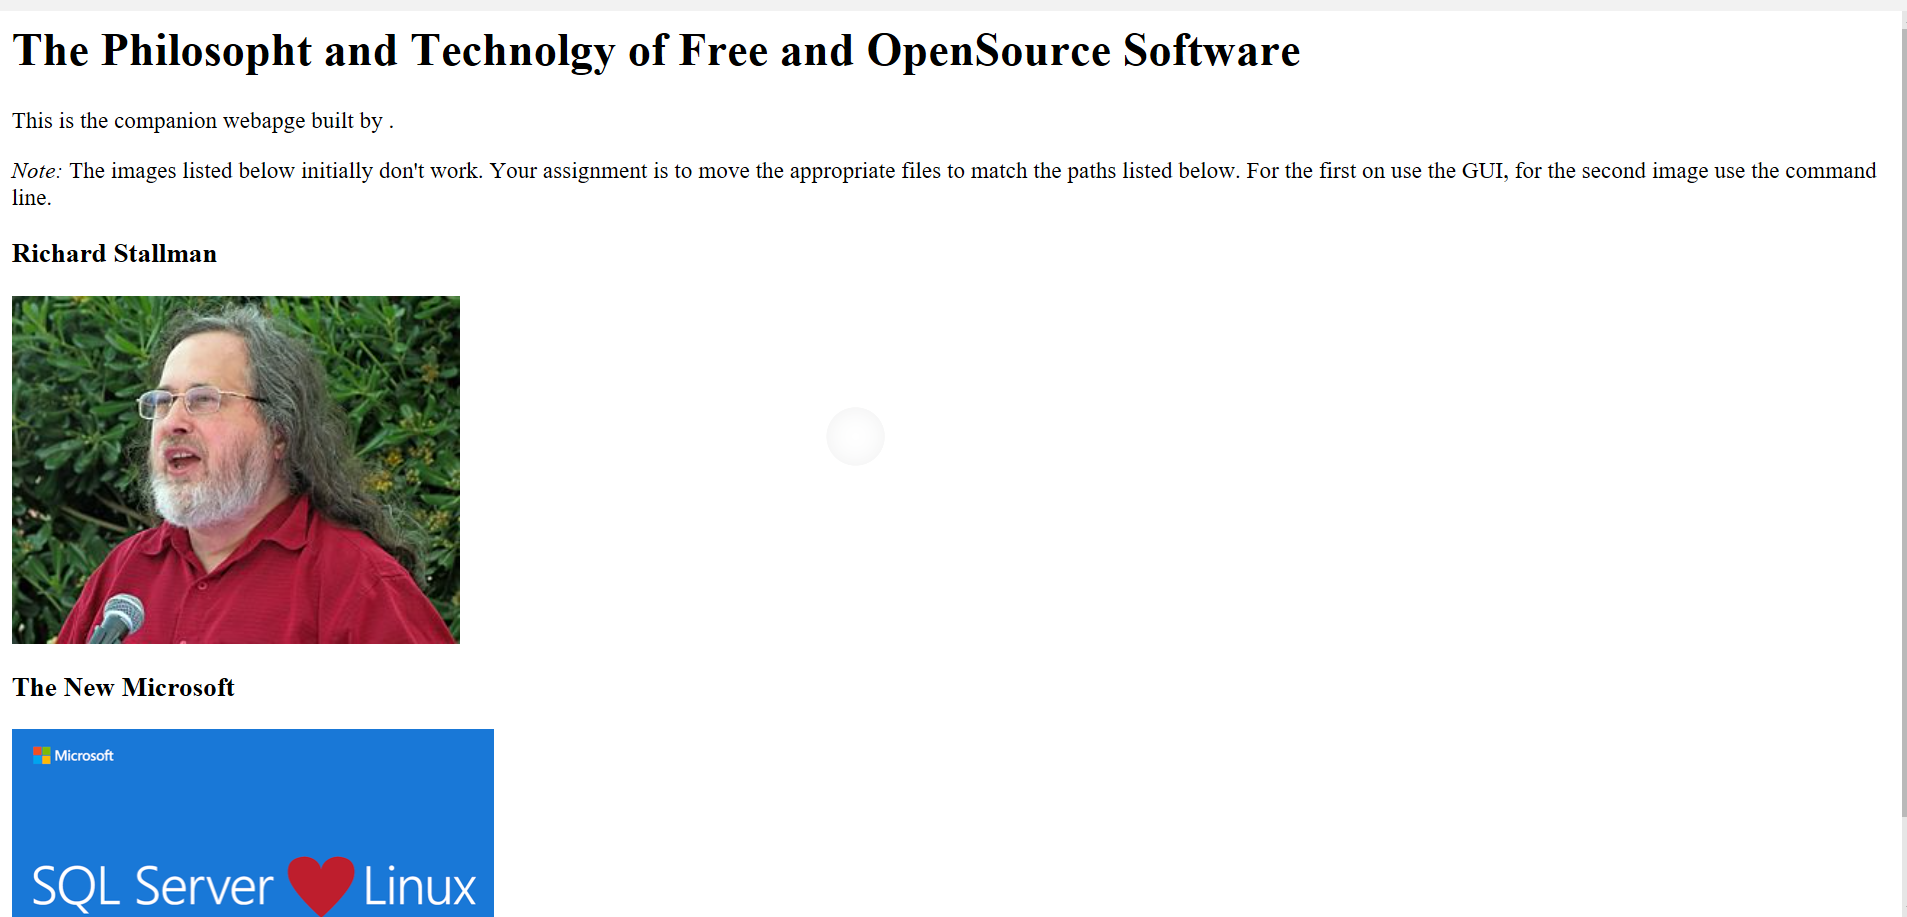 The Philosopht and Technolgy of Free and OpenSource Software
This is the companion webapge built by .
Note: The images listed below initially don't work. Your assignment is to move the appropriate files to match the paths listed below. For the first on use the GUI, for the second image use the command
line.
Richard Stallman
The New Microsoft
Microsoft
SQL Server Linux